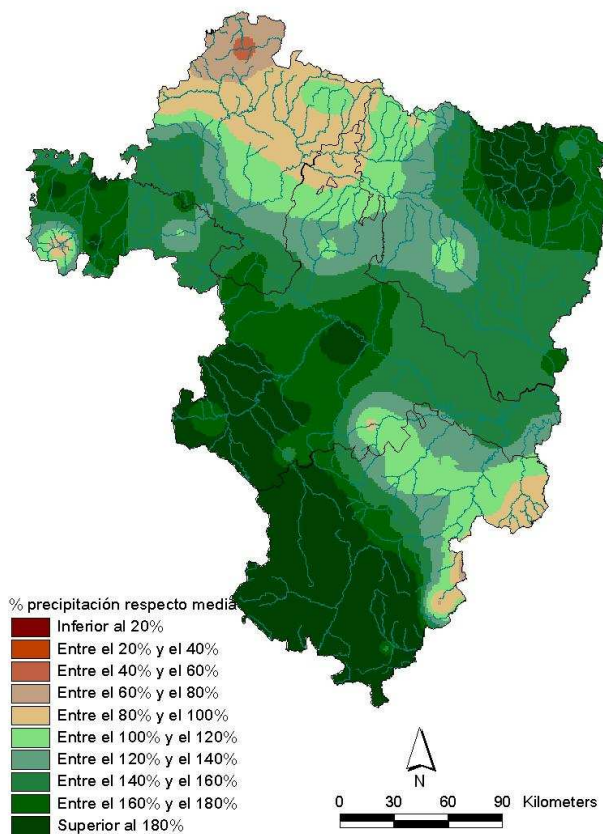 % precipitación respecto media
Inferior al 20%
Entre el 20% y el 40%
Entre el 40% y el 60%
Entre el 60% y el 80%
Entre el 80% y el 100%
Entre el 100% y el 120%
Entre el 120% y el 140%
Entre el 140% y el 160%
Entre el 160% y el 180%
Superior al 180%
N
0 30 60 90 Kilometers